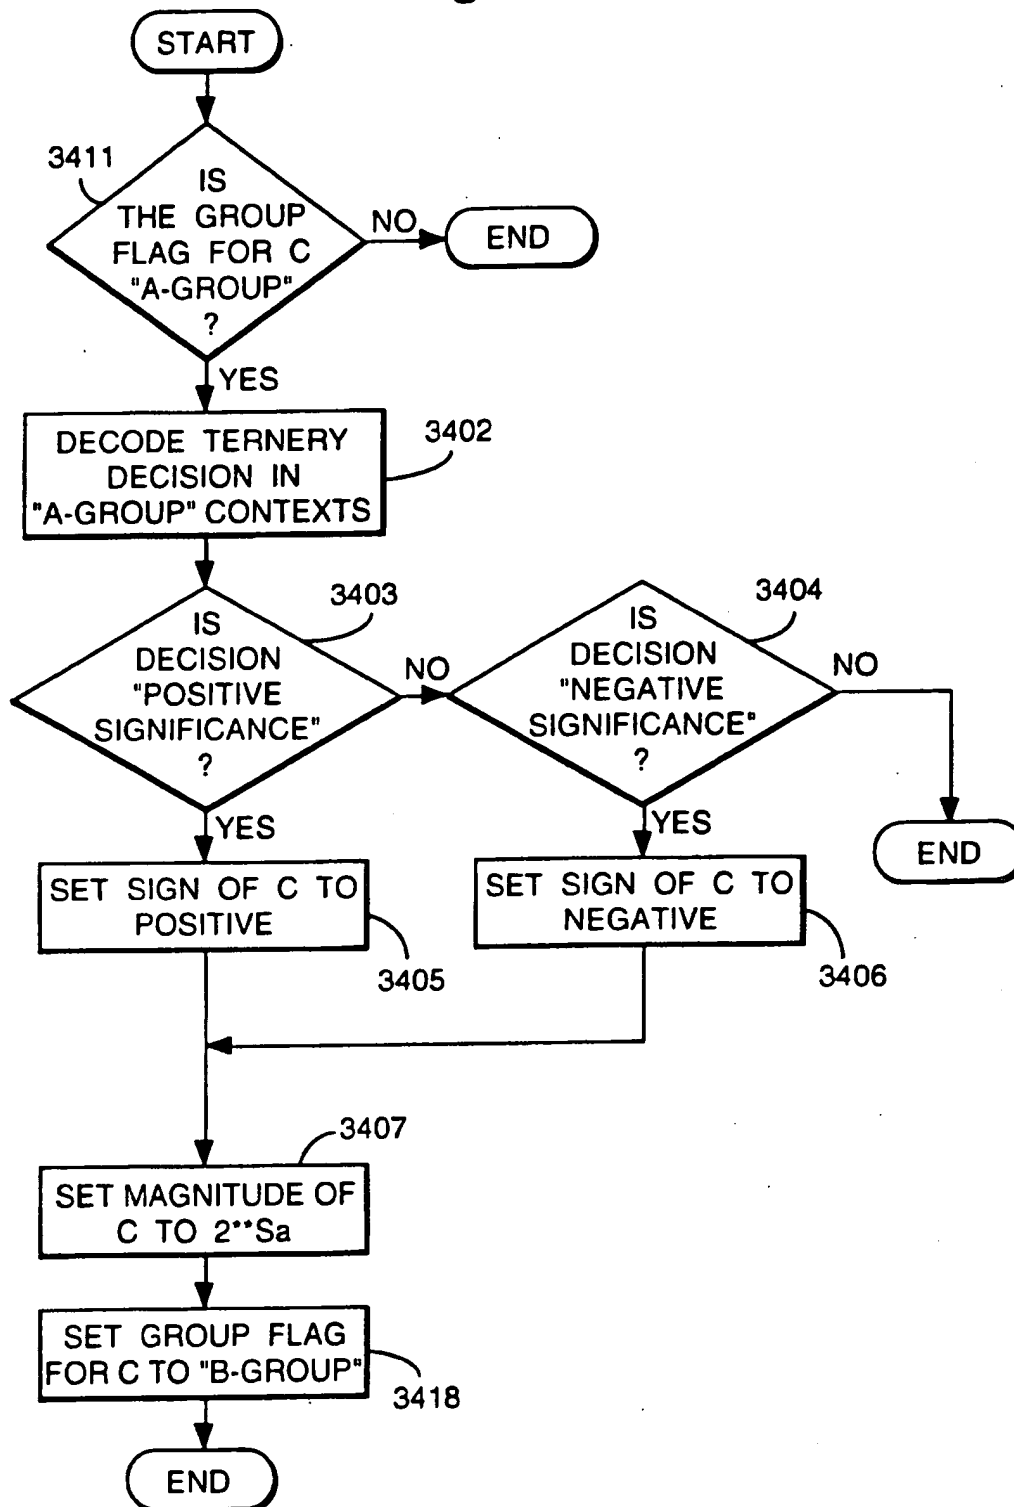 START
3411
IS
THE GROUP
FLAG FOR C
"A-GROUP"
?
NO
END
YES
DECODE TERNERY
DECISION IN
"A-GROUP" CONTEXTS
3402
3403
IS
DECISION
"POSITIVE
SIGNIFICANCE"
?
NO
3404
IS
DECISION
"NEGATIVE
SIGNIFICANCE"
?
NO
END
YES
YES
SET SIGN OF C TO
POSITIVE
3405
SET SIGN OF C TO
NEGATIVE
3406
3407
SET MAGNITUDE OF
C TO 2**Sa
SET GROUP FLAG
FOR C TO "B-GROUP"
3418
END